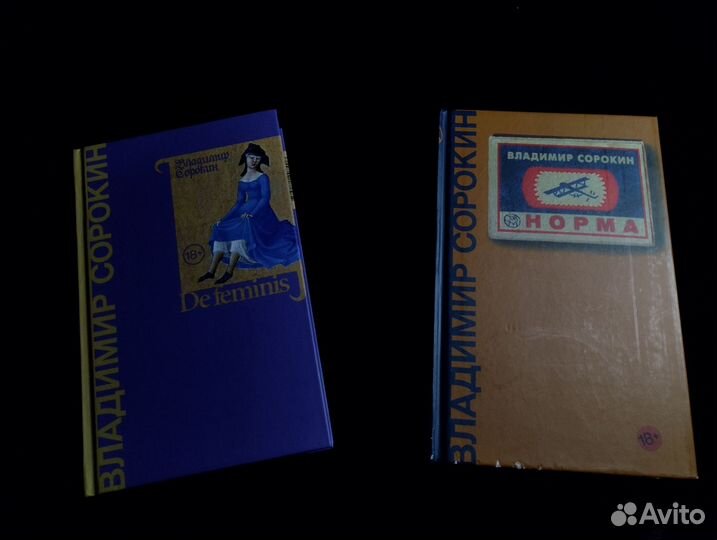 ВЛАДИМИР СОРОКИН
Владимир
Сорокин
18+
De feminis
ВЛАДИМИР СОРОКИН
ВЛАДИМИР СОРОКИН
НОРМА
18+
Avito